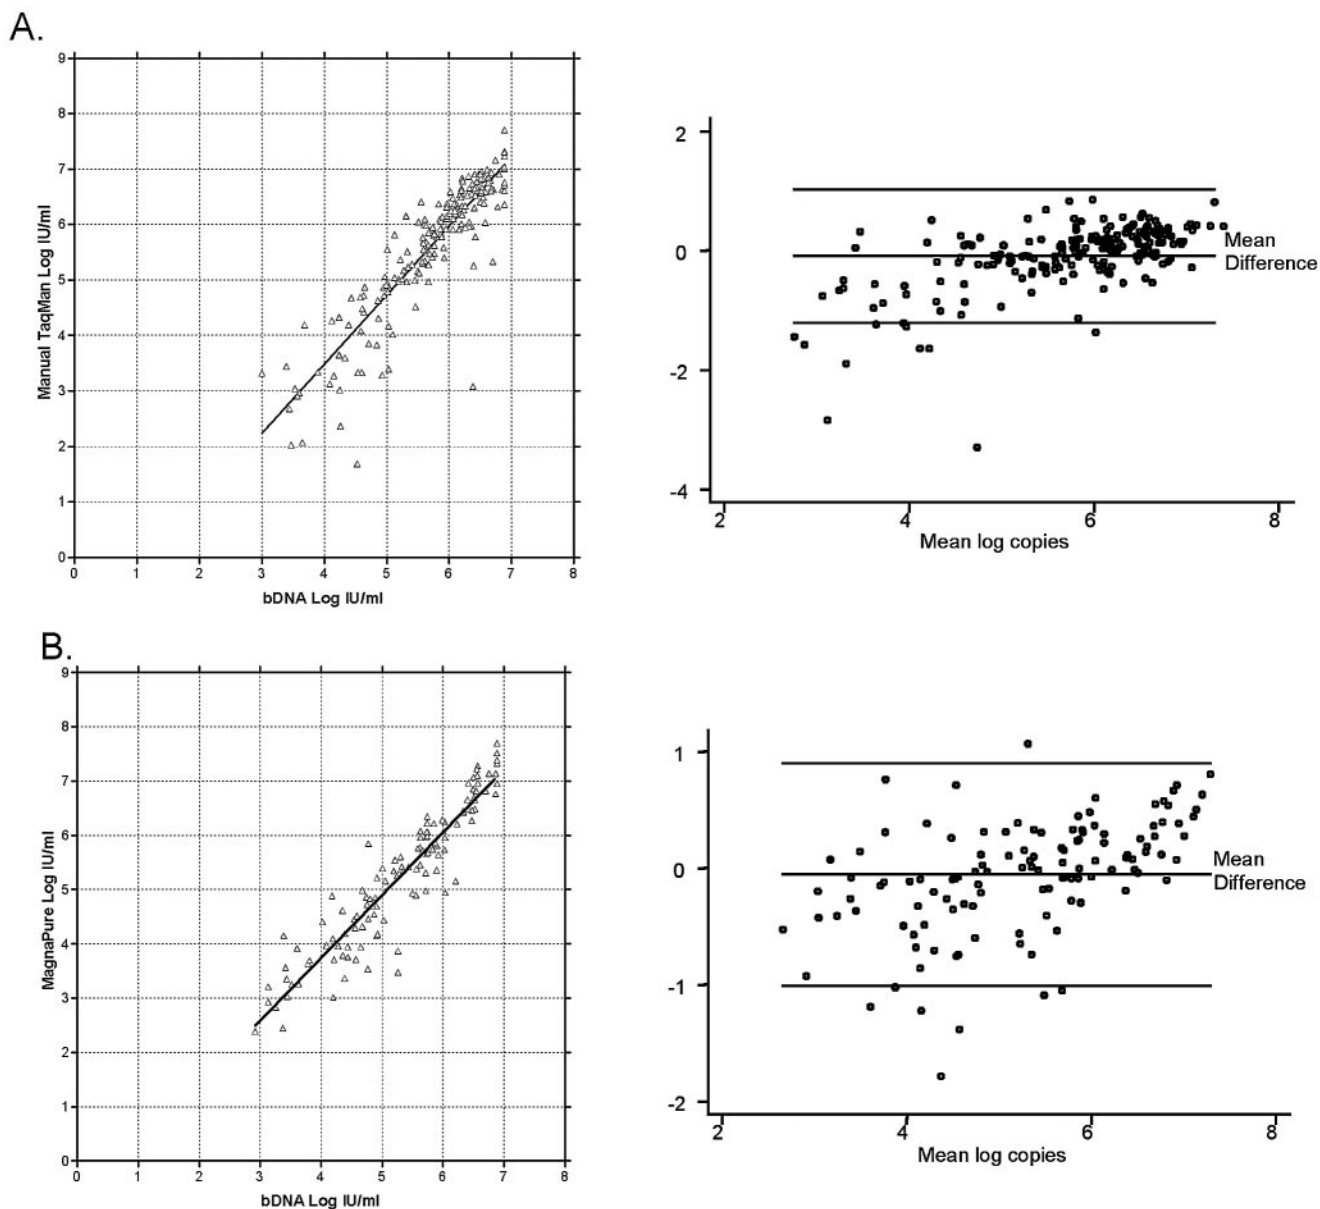 A.
9
8
7
6
5
4
3
2
1
0
Manual TaqMan Log IU/ml
0 1 2 3 4 5 6 7 8
bDNA Log IU/ml
2
0
-2
-4
Mean
Difference
2 4 6 8
Mean log copies
B.
9
8
7
6
5
4
3
2
1
0
MagnaPure Log IU/ml
0 1 2 3 4 5 6 7 8
bDNA Log IU/ml
1
0
-1
-2
Mean
Difference
2 4 6 8
Mean log copies